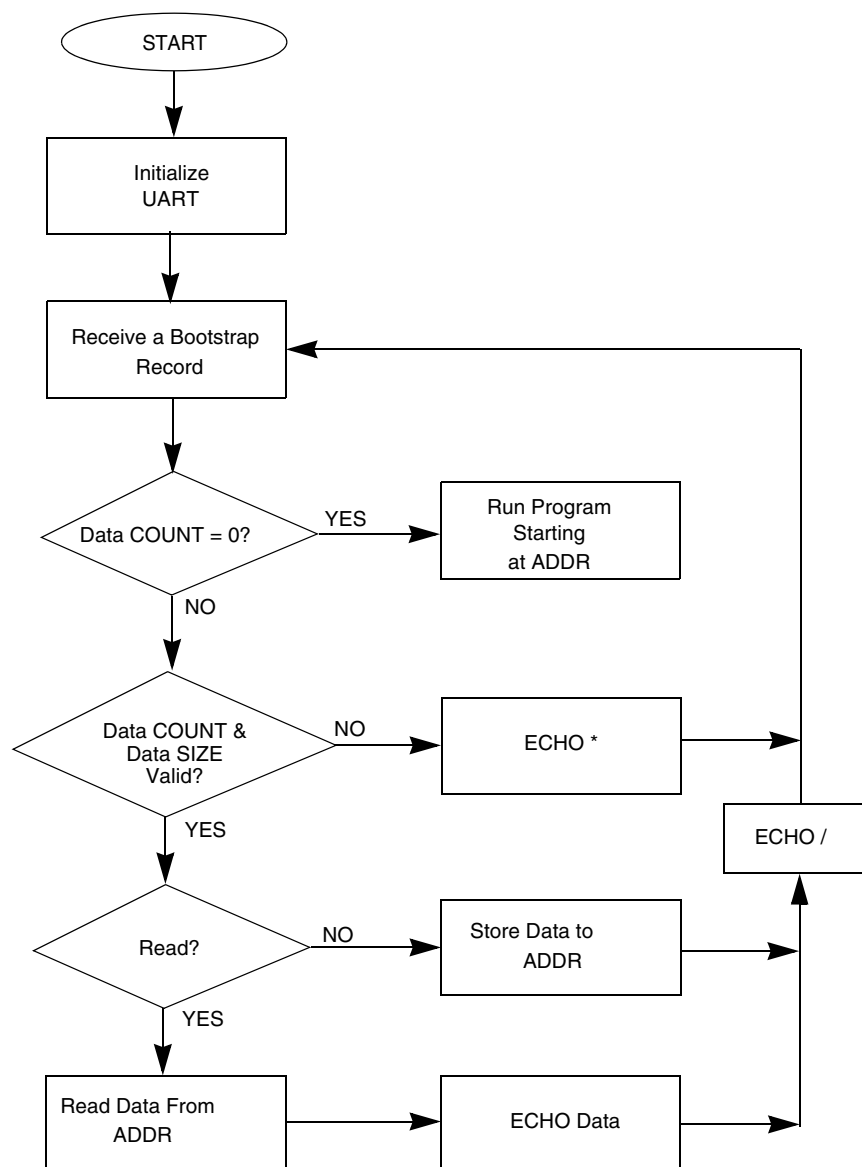 START
Initialize
UART
Receive a Bootstrap
Record
Data COUNT = 0?
YES
Run Program
Starting
at ADDR
NO
Data COUNT &
Data SIZE
Valid?
NO
ECHO *
YES
ECHO /
Read?
NO
Store Data to
ADDR
YES
Read Data From
ADDR
ECHO Data